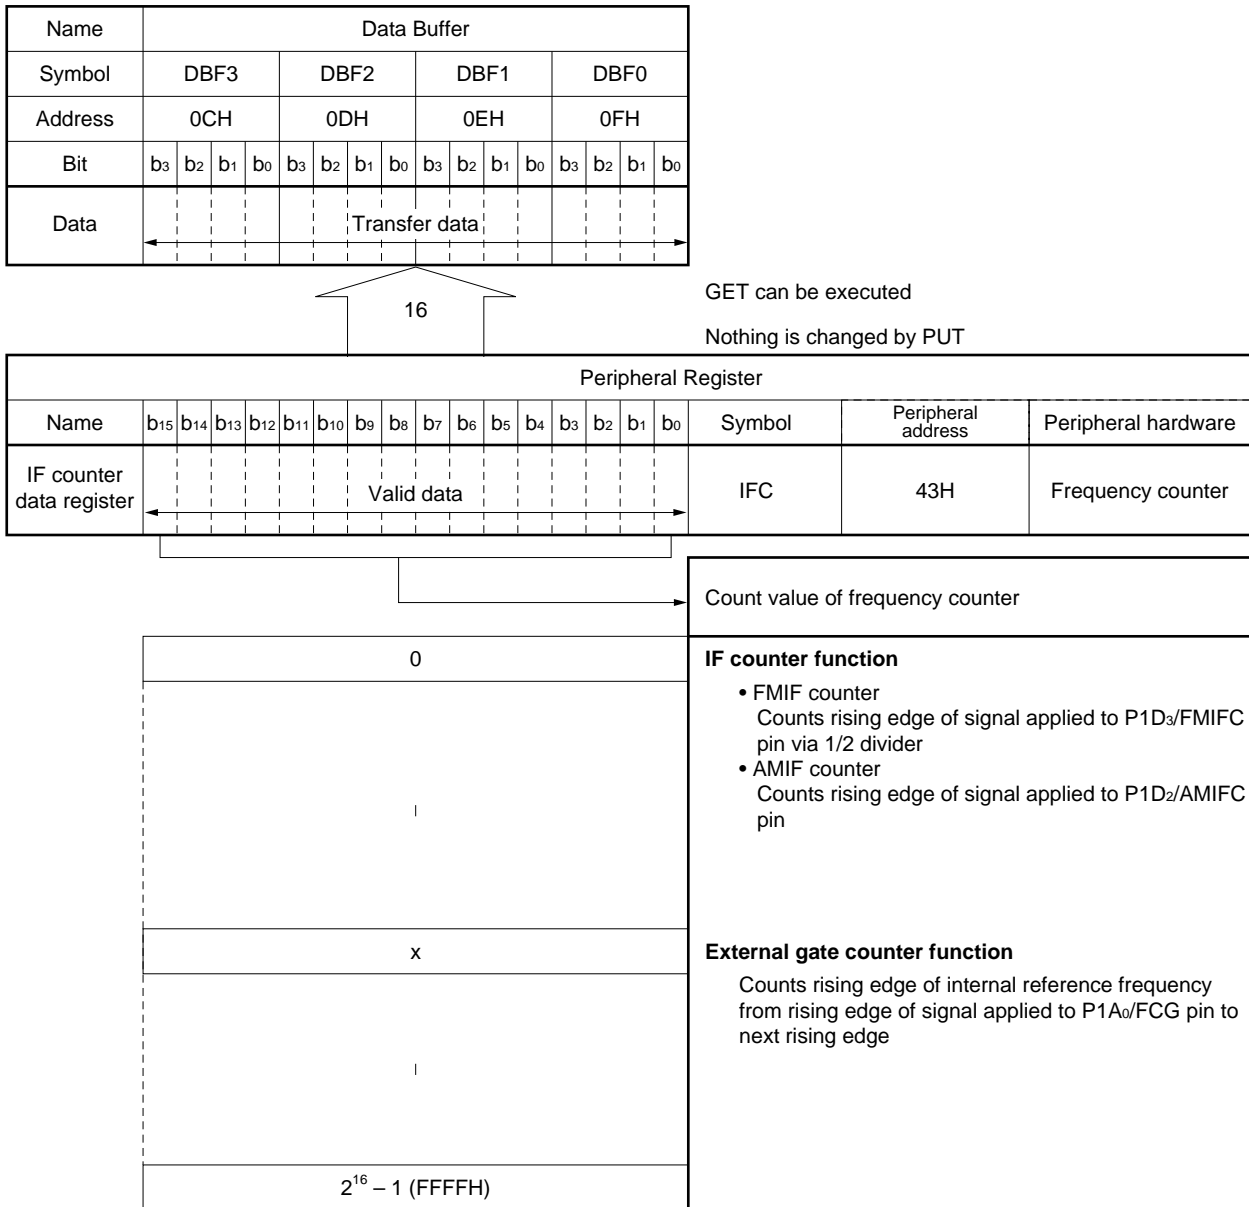 Name Data Buffer
Symbol DBF3 DBF2 DBF1 DBF0
Address 0CH 0DH 0EH 0FH
Bit b3 b2 b1 b0 b3 b2 b1 b0 b3 b2 b1 b0 b3 b2 b1 b0
Data Transfer data
16
GET can be executed
Nothing is changed by PUT
Peripheral Register
Name b15 b14 b13 b12 b11 b10 b9 b8 b7 b6 b5 b4 b3 b2 b1 b0 Symbol Peripheral address Peripheral hardware
IF counter
data register
Valid data
IFC 43H Frequency counter
Count value of frequency counter
0
IF counter function
• FMIF counter
Counts rising edge of signal applied to P1D3/FMIFC
pin via 1/2 divider
• AMIF counter
Counts rising edge of signal applied to P1D2/AMIFC
pin
x
External gate counter function
Counts rising edge of internal reference frequency
from rising edge of signal applied to P1A0/FCG pin to
next rising edge
2^16 – 1 (FFFFH)